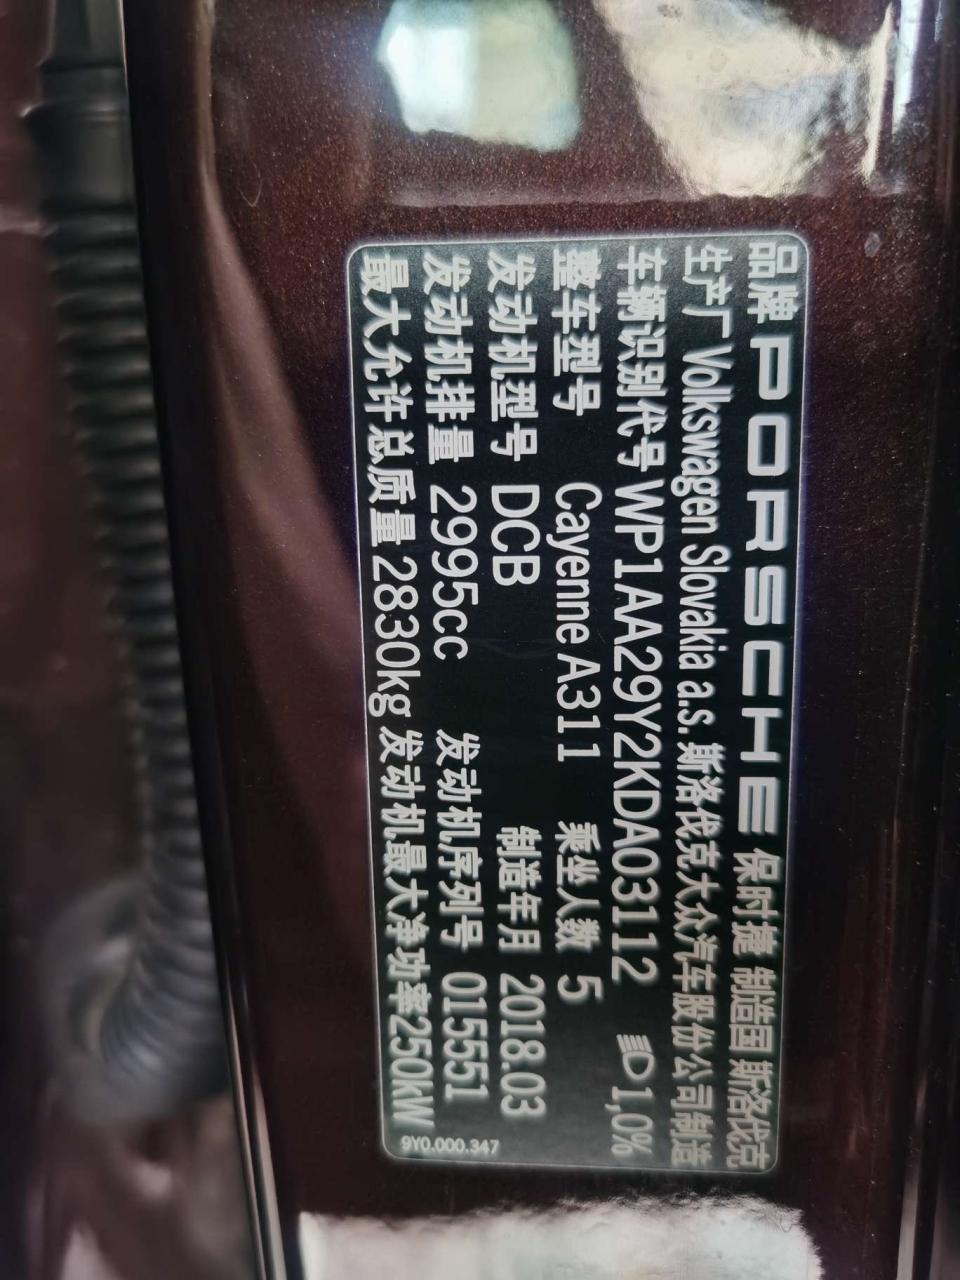 品牌 PORSCHE 保时捷 制造国 斯洛伐克
生产厂 Volkswagen Slovakia a.s. 斯洛伐克大众汽车股份公司制造
车辆识别代号 WP1AA29Y2KDA03112 1,0%
整车型号 Cayenne A311 乘坐人数 5
发动机型号 DCB 制造年月 2018.03
发动机排量 2995cc 发动机序列号 015551
最大允许总质量 2830kg 发动机最大净功率250kW
9Y0.000.347